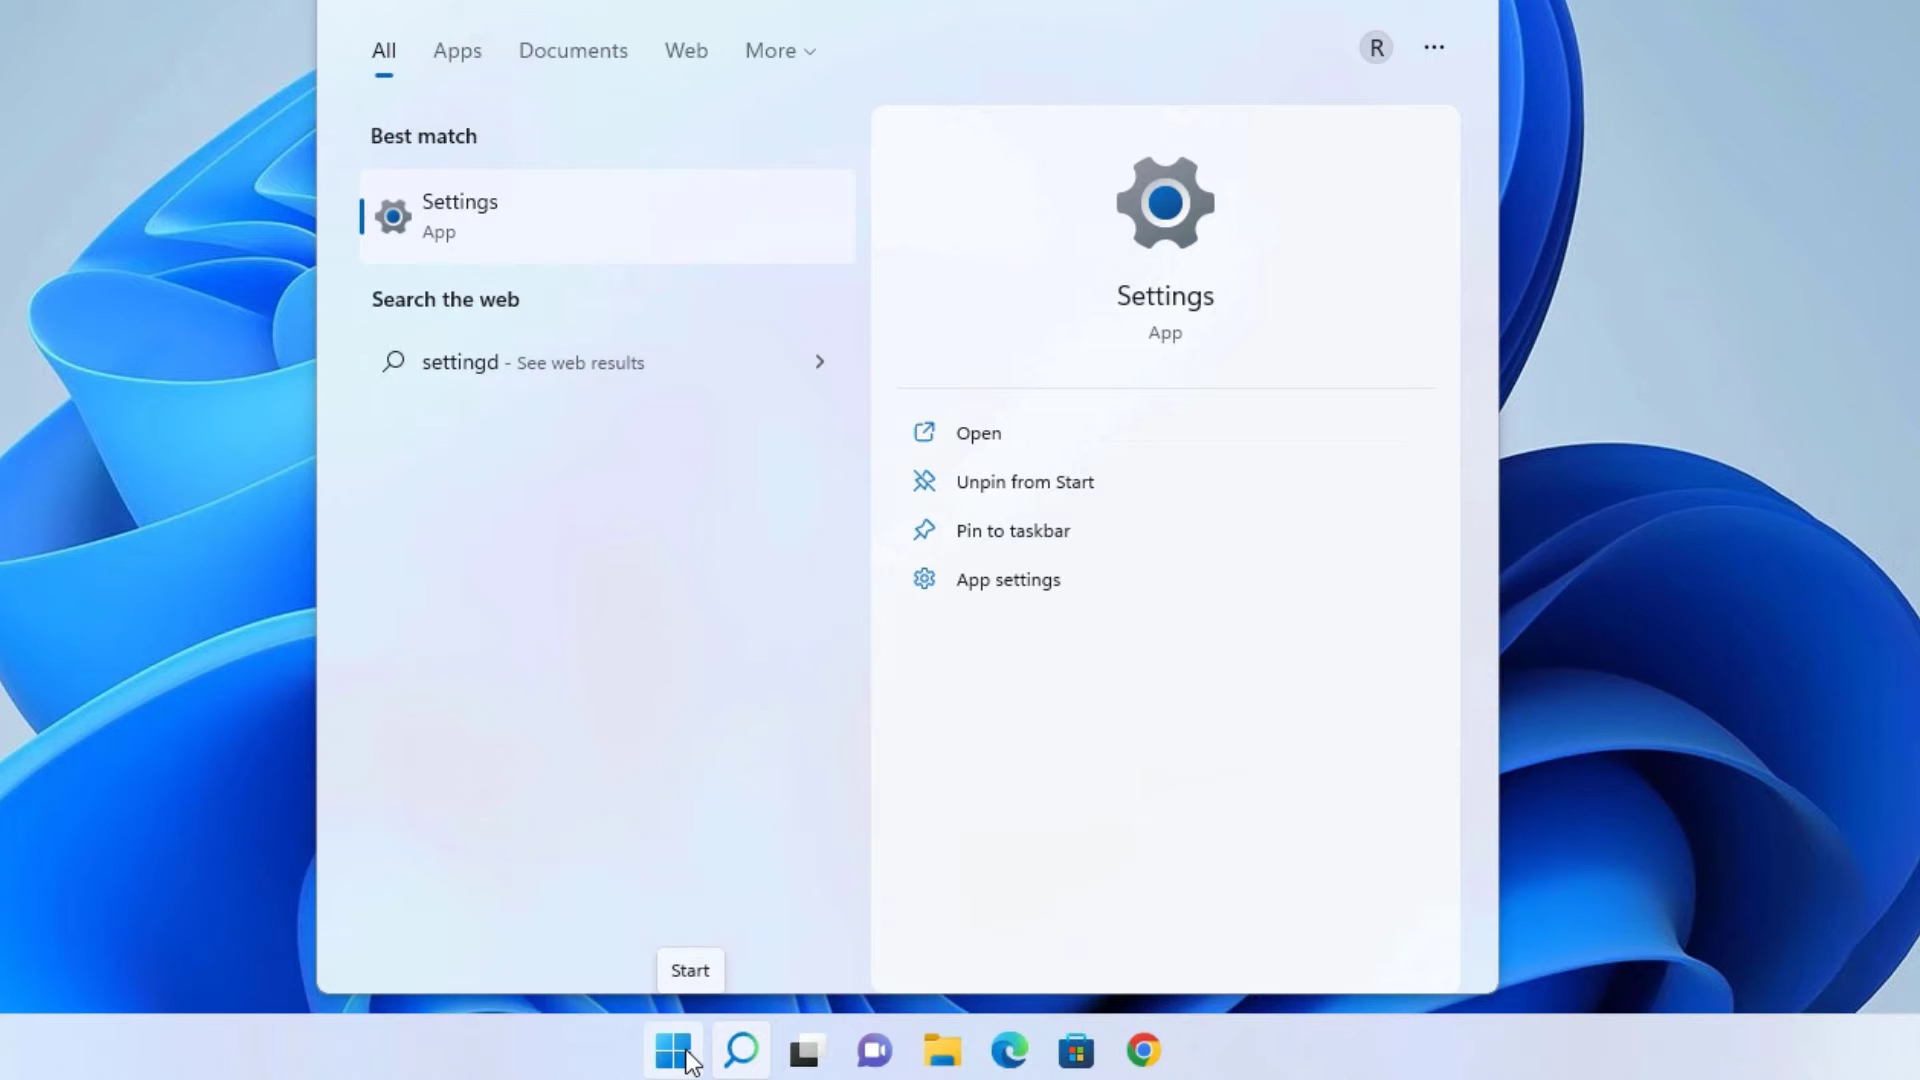 All Apps Documents Web More R
Best match
Settings
App
Search the web
settingd - See web results
Settings
App
Open
Unpin from Start
Pin to taskbar
App settings
Start